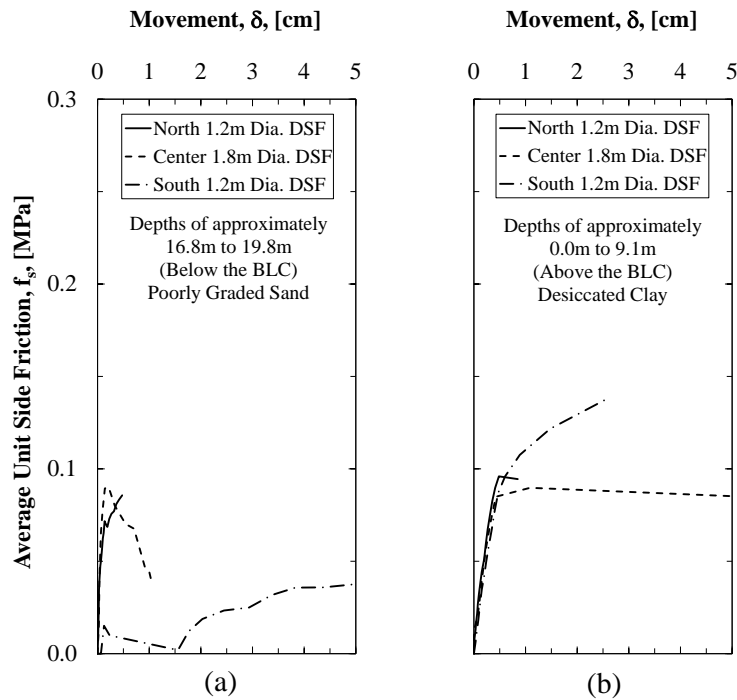 Movement, δ, [cm]
0 1 2 3 4 5
0.3
0.2
0.1
0.0
Average Unit Side Friction, fs, [MPa]
North 1.2m Dia. DSF
Center 1.8m Dia. DSF
South 1.2m Dia. DSF
Depths of approximately
16.8m to 19.8m
(Below the BLC)
Poorly Graded Sand
(a)
Movement, δ, [cm]
0 1 2 3 4 5
North 1.2m Dia. DSF
Center 1.8m Dia. DSF
South 1.2m Dia. DSF
Depths of approximately
0.0m to 9.1m
(Above the BLC)
Desiccated Clay
(b)